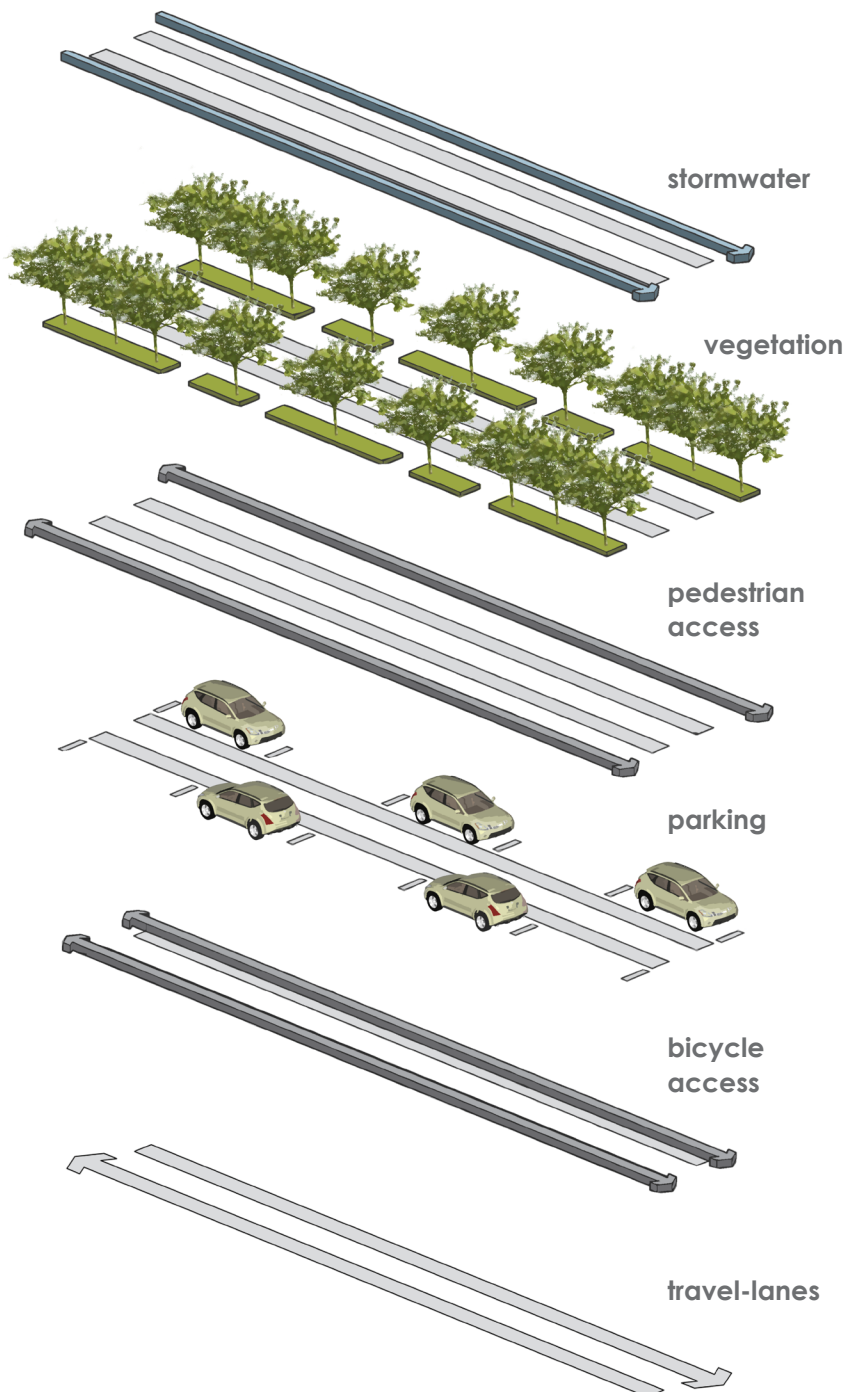 stormwater
vegetation
pedestrian
access
parking
bicycle
access
travel-lanes